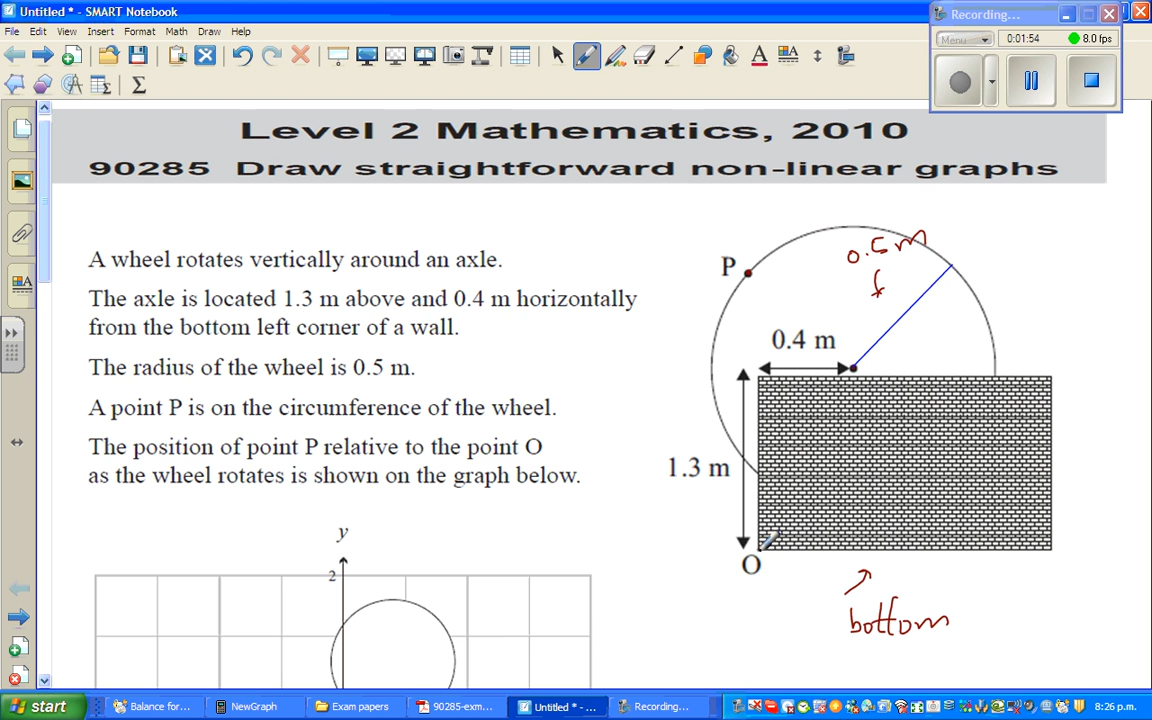 Untitled * - SMART Notebook
Recording...
File Edit View Insert Format Math Draw Help
Menu
0:01:54
8.0 fps
Level 2 Mathematics, 2010
90285 Draw straightforward non-linear graphs
A wheel rotates vertically around an axle.
The axle is located 1.3 m above and 0.4 m horizontally
from the bottom left corner of a wall.
The radius of the wheel is 0.5 m.
A point P is on the circumference of the wheel.
The position of point P relative to the point O
as the wheel rotates is shown on the graph below.
0.5 m
P
0.4 m
1.3 m
O
bottom
y
2
start
Balance for...
NewGraph
Exam papers
90285-exm...
Untitled * - ...
Recording...
8:26 p.m.